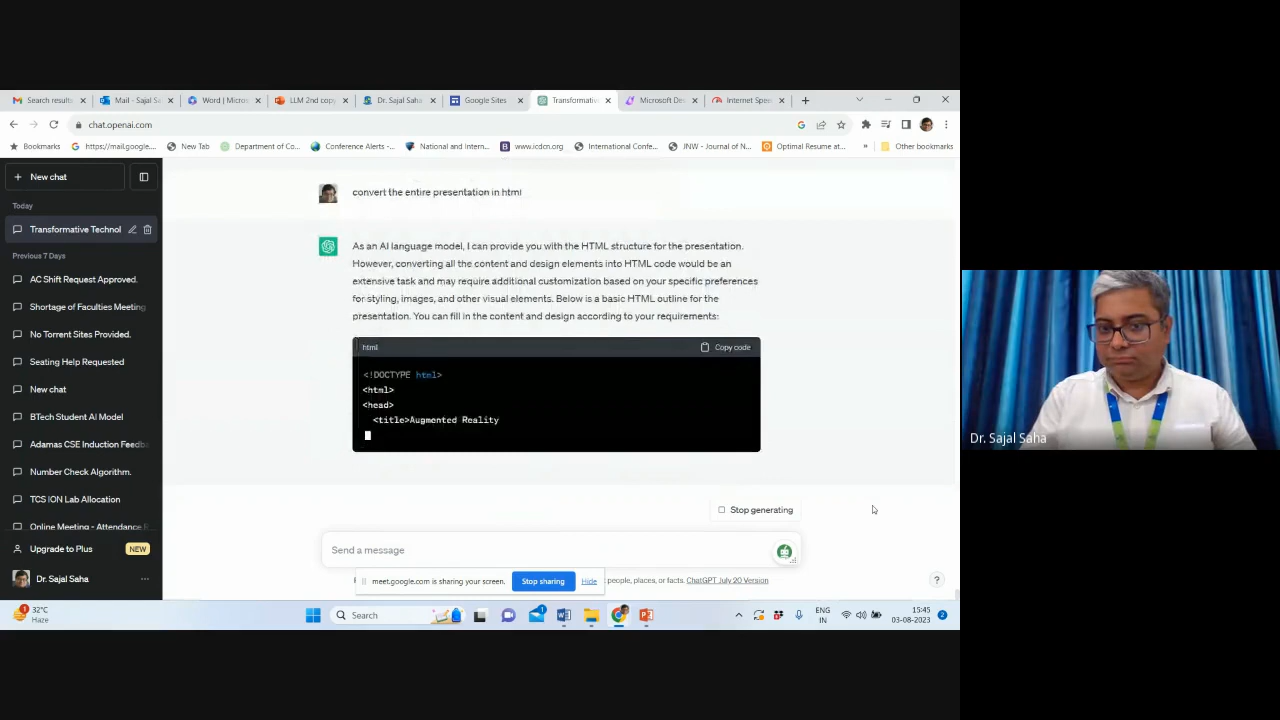 Search results
Mail - Sajal Sa
Word | Micros
LLM 2nd copy
Dr. Sajal Saha
Google Sites
Transformativ
Microsoft Des
Internet Spee
chat.openai.com
Bookmarks
https://mail.google....
New Tab
Department of Co...
Conference Alerts -...
National and Intern...
www.icdcn.org
International Confe...
JNW - Journal of N...
Optimal Resume at...
»
Other bookmarks
New chat
Today
Transformative Technol
Previous 7 Days
AC Shift Request Approved.
Shortage of Faculties Meeting
No Torrent Sites Provided.
Seating Help Requested
New chat
BTech Student AI Model
Adamas CSE Induction Feedb
Number Check Algorithm.
TCS ION Lab Allocation
Online Meeting - Attendance R
Upgrade to Plus
NEW
Dr. Sajal Saha
...
convert the entire presentation in html
As an AI language model, I can provide you with the HTML structure for the presentation.
However, converting all the content and design elements into HTML code would be an
extensive task and may require additional customization based on your specific preferences
for styling, images, and other visual elements. Below is a basic HTML outline for the
presentation. You can fill in the content and design according to your requirements:
html
Copy code
<!DOCTYPE html>
<html>
<head>
<title>Augmented Reality
Stop generating
Send a message
meet.google.com is sharing your screen.
Stop sharing
Hide
people, places, or facts. ChatGPT July 20 Version
?
32°C
Haze
Search
ENG
IN
15:45
03-08-2023
Dr. Sajal Saha